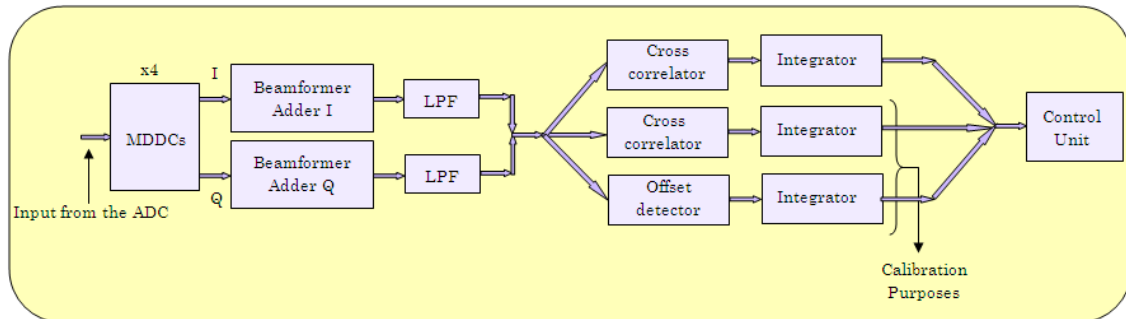 x4
MDDCs
Input from the ADC
I
Q
Beamformer
Adder I
Beamformer
Adder Q
LPF
LPF
Cross
correlator
Cross
correlator
Offset
detector
Integrator
Integrator
Integrator
Calibration
Purposes
Control
Unit